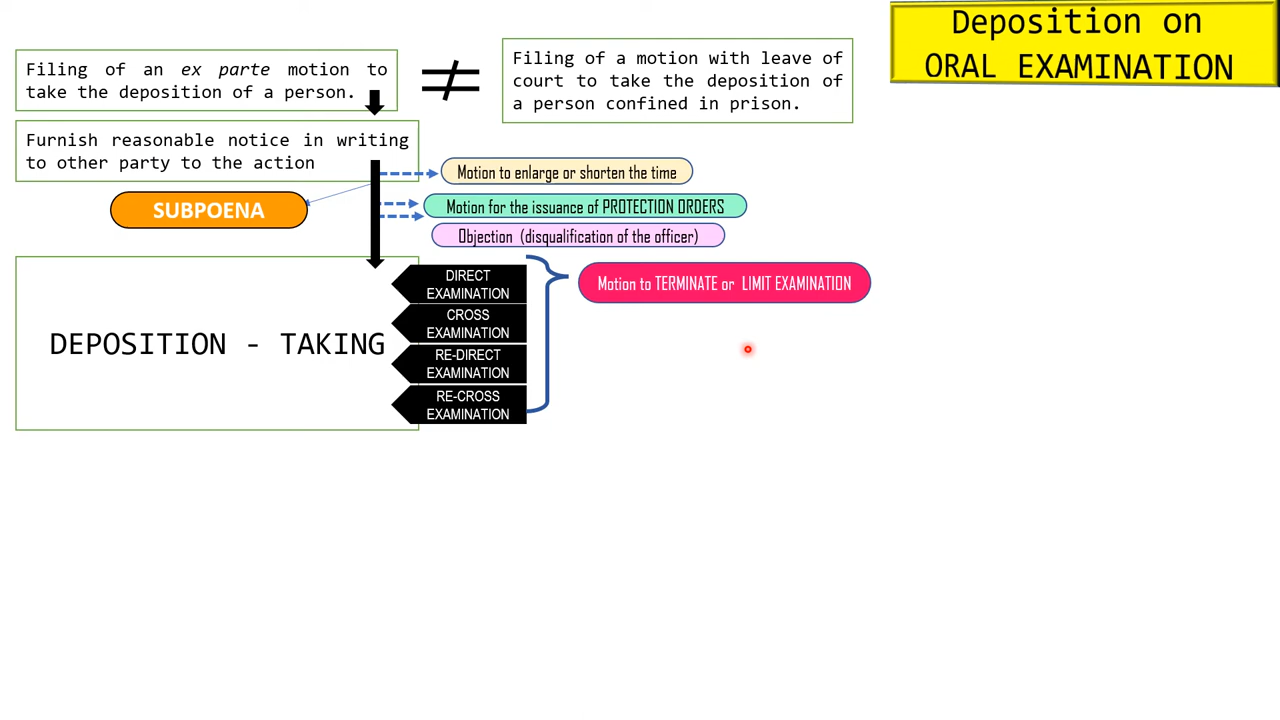 Deposition on
ORAL EXAMINATION
Filing of an ex parte motion to
take the deposition of a person.
≠
Filing of a motion with leave of
court to take the deposition of
a person confined in prison.
Furnish reasonable notice in writing
to other party to the action
Motion to enlarge or shorten the time
SUBPOENA
Motion for the issuance of PROTECTION ORDERS
Objection (disqualification of the officer)
DEPOSITION - TAKING
DIRECT
EXAMINATION
CROSS
EXAMINATION
RE-DIRECT
EXAMINATION
RE-CROSS
EXAMINATION
Motion to TERMINATE or LIMIT EXAMINATION